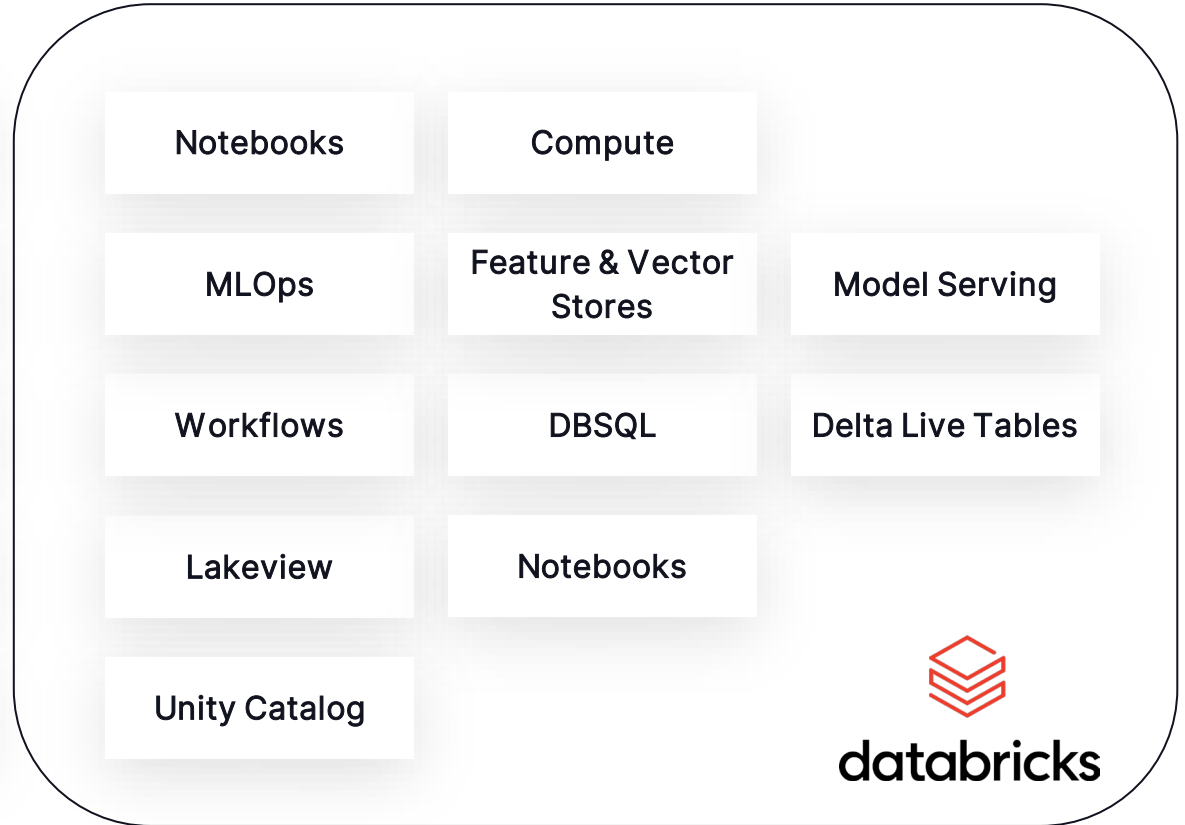 Notebooks
Compute
MLOps
Feature & Vector
Stores
Model Serving
Workflows
DBSQL
Delta Live Tables
Lakeview
Notebooks
Unity Catalog
databricks